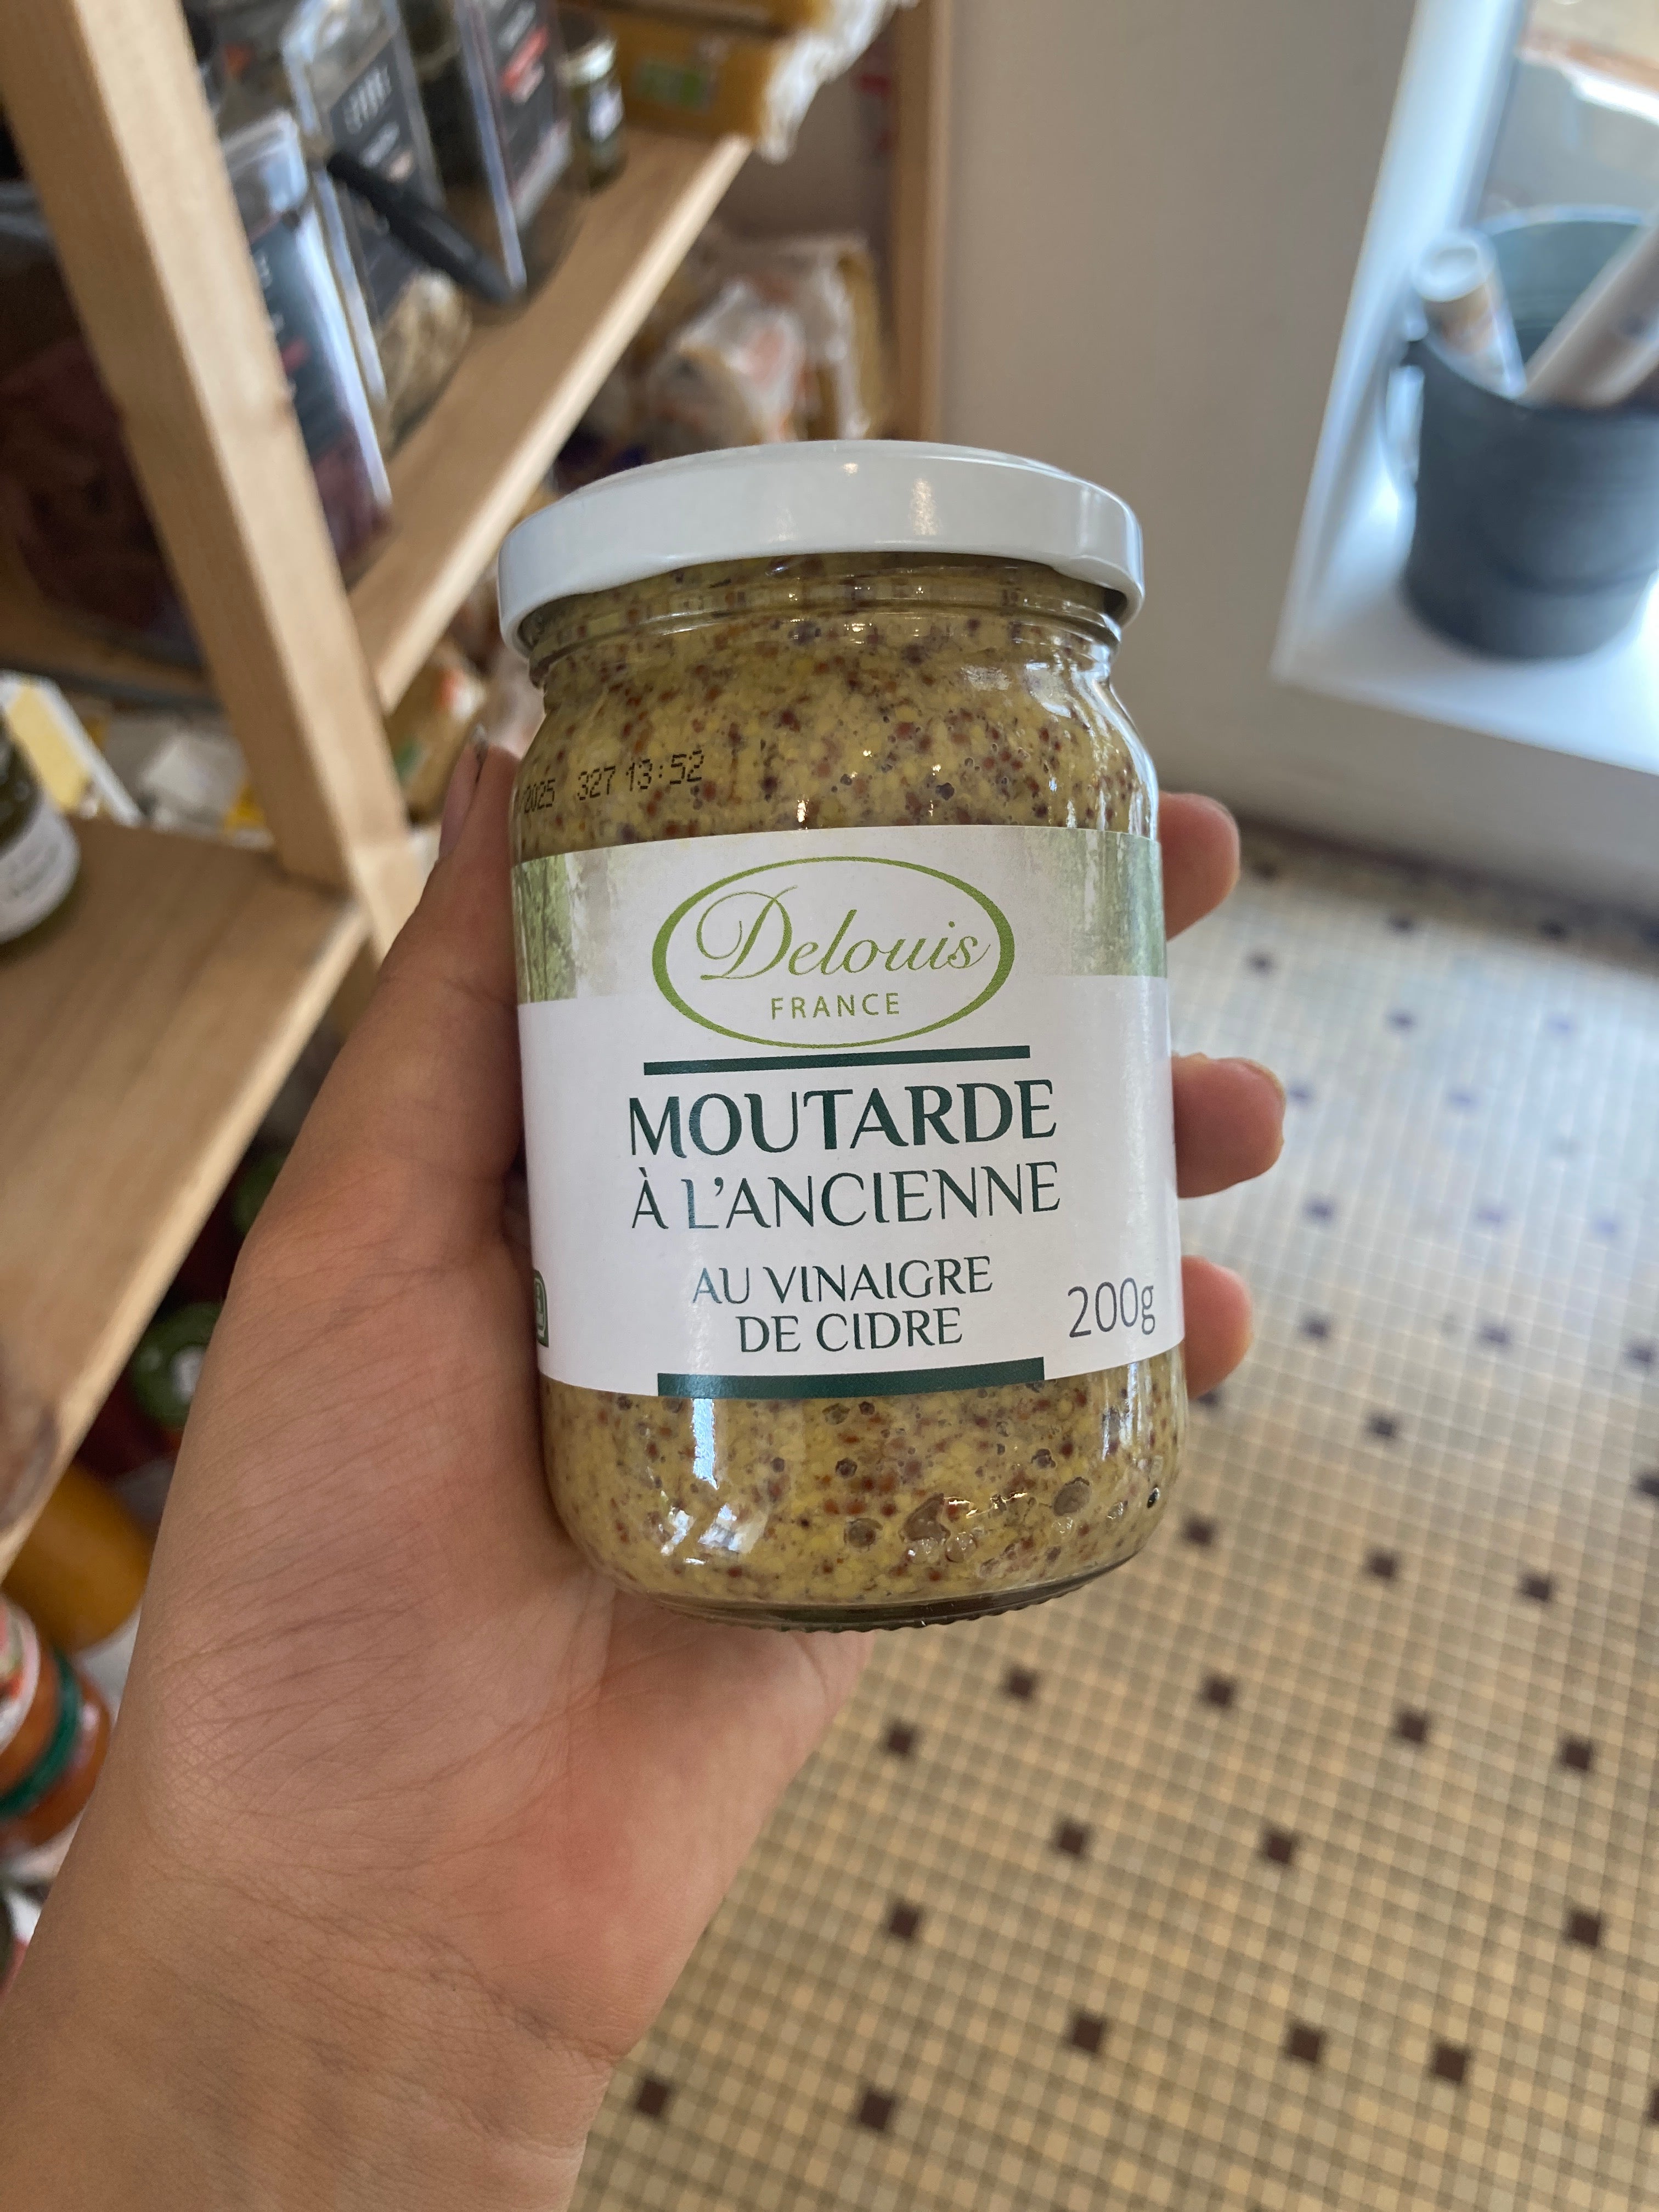 2025 327 13:52
Delouis
FRANCE
MOUTARDE
À L'ANCIENNE
AU VINAIGRE
DE CIDRE
200g